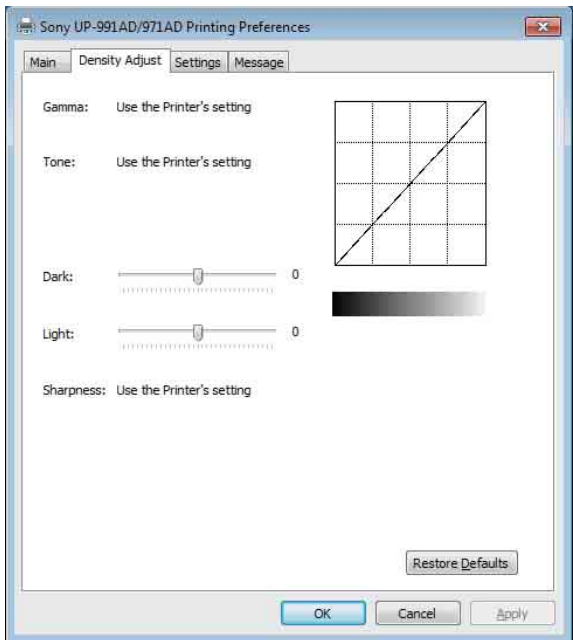 Sony UP-991AD/971AD Printing Preferences
Main Density Adjust Settings Message
Gamma: Use the Printer's setting
Tone: Use the Printer's setting
Dark: 0
Light: 0
Sharpness: Use the Printer's setting
Restore Defaults
OK Cancel Apply